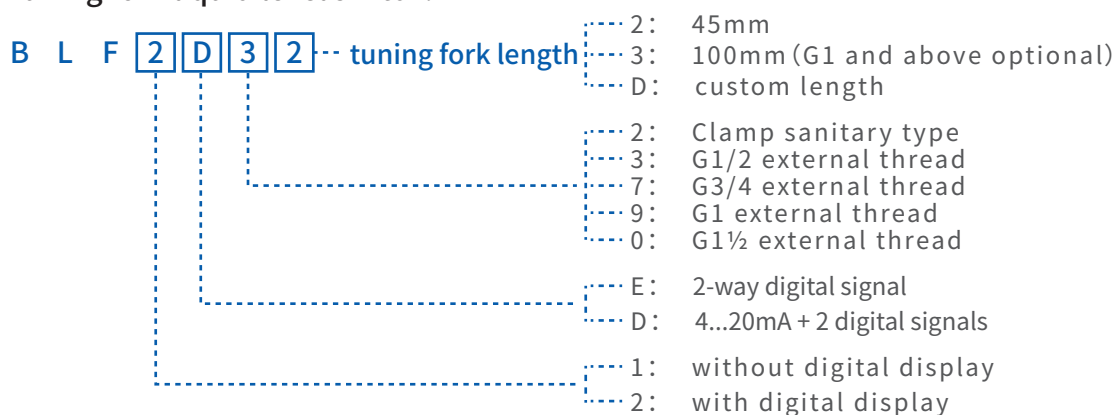 B L F 2 D 3 2 tuning fork length
2: 45mm
3: 100mm (G1 and above optional)
D: custom length
2: Clamp sanitary type
3: G1/2 external thread
7: G3/4 external thread
9: G1 external thread
0: G1½ external thread
E: 2-way digital signal
D: 4...20mA + 2 digital signals
1: without digital display
2: with digital display